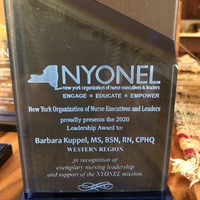 NYONEL
new york organization of nurse executives & leaders
ENGAGE • EDUCATE • EMPOWER
New York Organization of Nurse Executives and Leaders
proudly presents the 2020
Leadership Award to:
Barbara Kuppel, MS, BSN, RN, CPHQ
WESTERN REGION
in recognition of
exemplary nursing leadership
and support of the NYONEL mission.